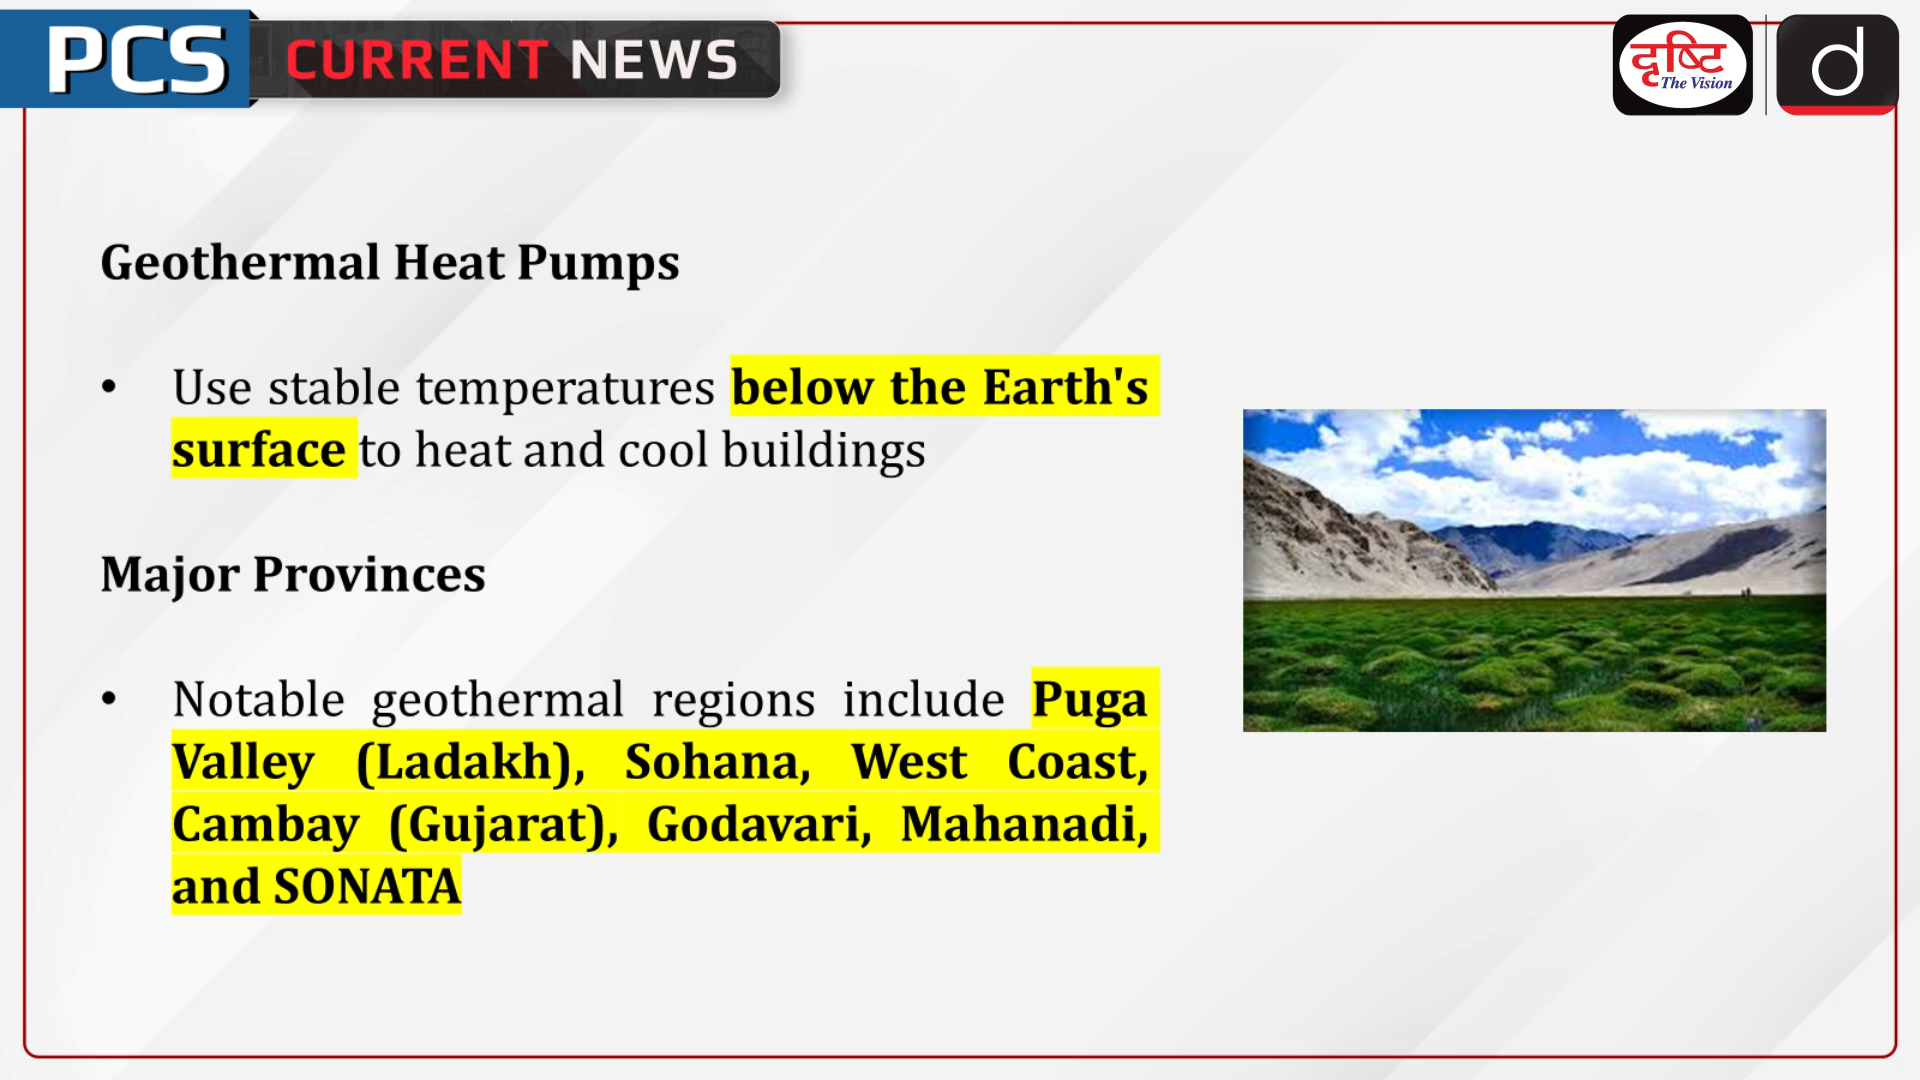 PCS CURRENT NEWS
दृष्टि
The Vision
d
Geothermal Heat Pumps
• Use stable temperatures below the Earth's
surface to heat and cool buildings
Major Provinces
• Notable geothermal regions include Puga
Valley (Ladakh), Sohana, West Coast,
Cambay (Gujarat), Godavari, Mahanadi,
and SONATA